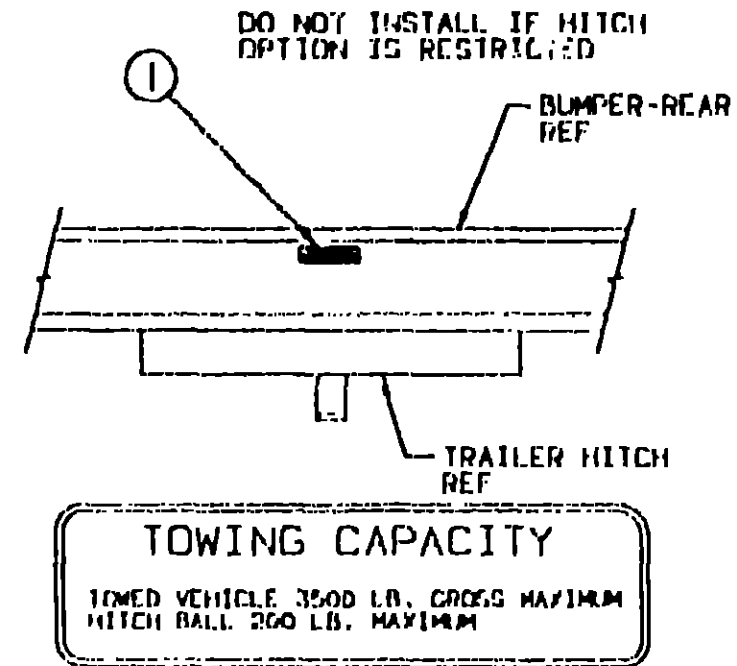 DO NOT INSTALL IF HITCH
OPTION IS RESTRICTED
1
BUMPER-REAR
REF
TRAILER HITCH
REF
TOWING CAPACITY
TOWED VEHICLE 3500 LB. GROSS MAXIMUM
HITCH BALL LB. MAXIMUM